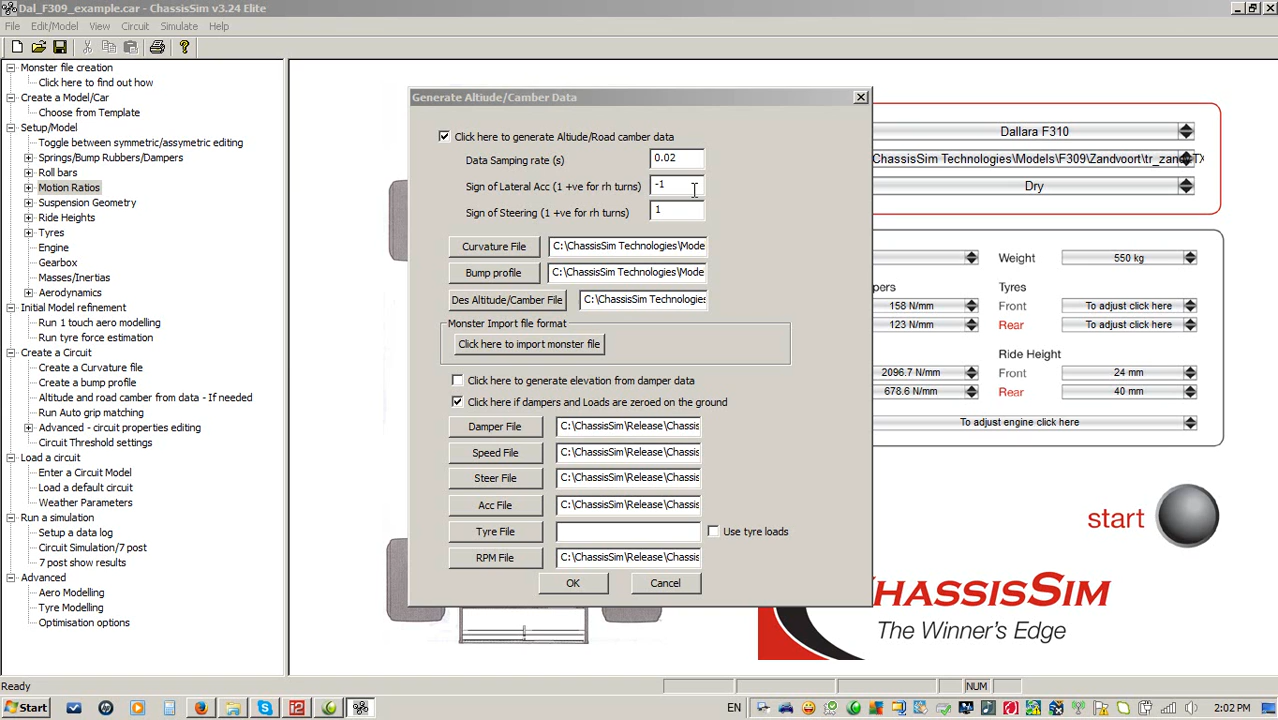 Dal_F309_example.car - ChassisSim v3.24 Elite
File Edit/Model View Circuit Simulate Help
Monster file creation
Click here to find out how
Create a Model/Car
Choose from Template
Setup/Model
Toggle between symmetric/assymetric editing
Springs/Bump Rubbers/Dampers
Roll bars
Motion Ratios
Suspension Geometry
Ride Heights
Tyres
Engine
Gearbox
Masses/Inertias
Aerodynamics
Initial Model refinement
Run 1 touch aero modelling
Run tyre force estimation
Create a Circuit
Create a Curvature file
Create a bump profile
Altitude and road camber from data - If needed
Run Auto grip matching
Advanced - circuit properties editing
Circuit Threshold settings
Load a circuit
Enter a Circuit Model
Load a default circuit
Weather Parameters
Run a simulation
Setup a data log
Circuit Simulation/7 post
7 post show results
Advanced
Aero Modelling
Tyre Modelling
Optimisation options
Generate Altiude/Camber Data
Click here to generate Altiude/Road camber data
Data Samping rate (s) 0.02
Sign of Lateral Acc (1 +ve for rh turns) -1
Sign of Steering (1 +ve for rh turns) 1
Curvature File C:\ChassisSim Technologies\Mode
Bump profile C:\ChassisSim Technologies\Mode
Des Altitude/Camber File C:\ChassisSim Technologies
Monster Import file format
Click here to import monster file
Click here to generate elevation from damper data
Click here if dampers and Loads are zeroed on the ground
Damper File C:\ChassisSim\Release\Chassis
Speed File C:\ChassisSim\Release\Chassis
Steer File C:\ChassisSim\Release\Chassis
Acc File C:\ChassisSim\Release\Chassis
Tyre File Use tyre loads
RPM File C:\ChassisSim\Release\Chassis
OK Cancel
Dallara F310
ChassisSim Technologies\Models\F309\Zandvoort\tr_zand
Dry
Weight 550 kg
pers Tyres
158 N/mm Front To adjust click here
123 N/mm Rear To adjust click here
Ride Height
2096.7 N/mm Front 24 mm
678.6 N/mm Rear 40 mm
To adjust engine click here
start
HASSISSIM
The Winner's Edge
Ready NUM
Start EN 2:02 PM